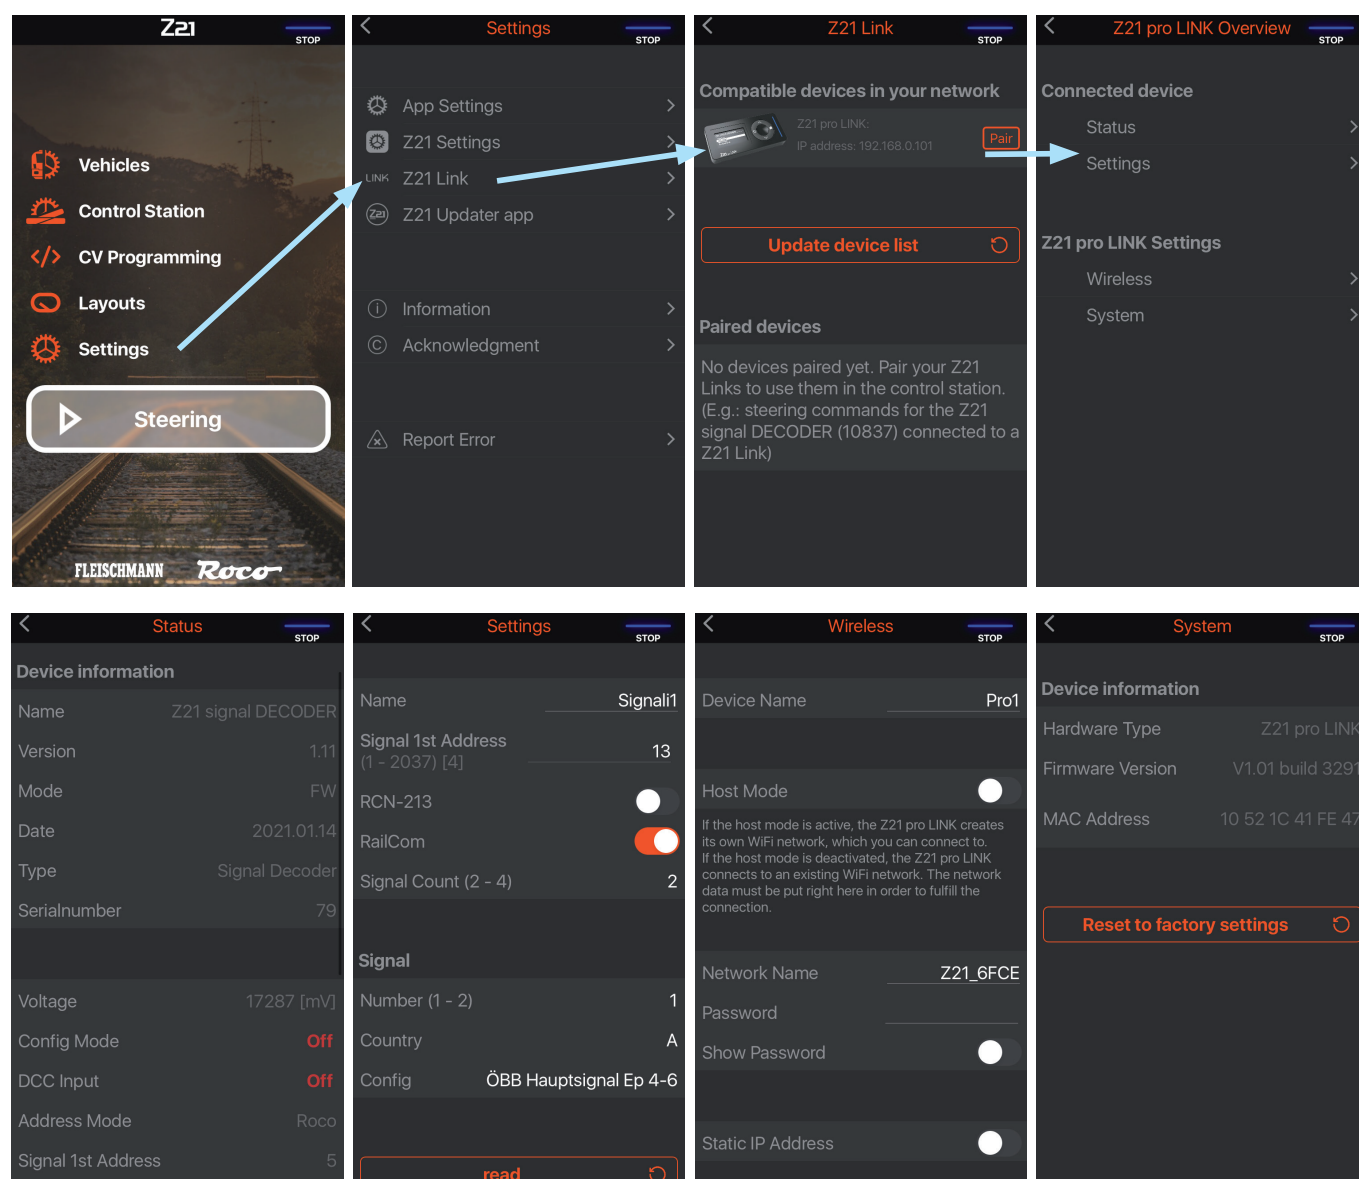 Z21
STOP
Vehicles
Control Station
CV Programming
Layouts
Settings
Steering
FLEISCHMANN Roco
Settings
STOP
App Settings
Z21 Settings
LINK Z21 Link
Z21 Z21 Updater app
Information
Acknowledgment
Report Error
Z21 Link
STOP
Compatible devices in your network
Z21 pro LINK:
IP address: 192.168.0.101
Pair
Update device list
Paired devices
No devices paired yet. Pair your Z21
Links to use them in the control station.
(E.g.: steering commands for the Z21
signal DECODER (10837) connected to a
Z21 Link)
Z21 pro LINK Overview
STOP
Connected device
Status
Settings
Z21 pro LINK Settings
Wireless
System
Status
STOP
Device information
Name Z21 signal DECODER
Version 1.11
Mode FW
Date 2021.01.14
Type Signal Decoder
Serialnumber 79
Voltage 17287 [mV]
Config Mode Off
DCC Input Off
Address Mode Roco
Signal 1st Address 5
Settings
STOP
Name Signali1
Signal 1st Address 13
(1 - 2037) [4]
RCN-213
RailCom
Signal Count (2 - 4) 2
Signal
Number (1 - 2) 1
Country A
Config ÖBB Hauptsignal Ep 4-6
read
Wireless
STOP
Device Name Pro1
Host Mode
If the host mode is active, the Z21 pro LINK creates
its own WiFi network, which you can connect to.
If the host mode is deactivated, the Z21 pro LINK
connects to an existing WiFi network. The network
data must be put right here in order to fulfill the
connection.
Network Name Z21_6FCE
Password
Show Password
Static IP Address
System
STOP
Device information
Hardware Type Z21 pro LINK
Firmware Version V1.01 build 3291
MAC Address 10 52 1C 41 FE 47
Reset to factory settings